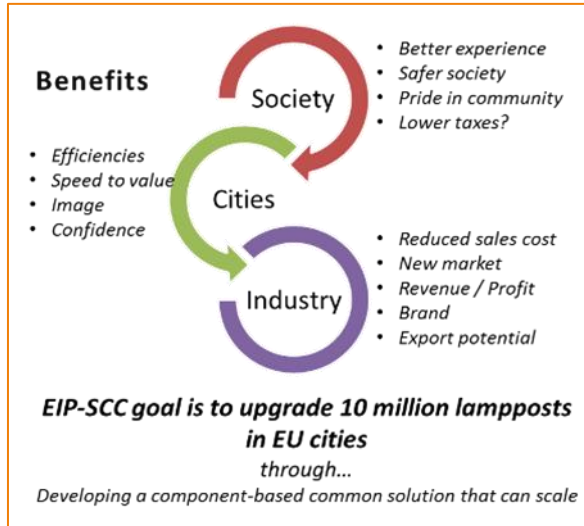 Benefits
Society
• Better experience
• Safer society
• Pride in community
• Lower taxes?
• Efficiencies
• Speed to value
• Image
• Confidence
Cities
Industry
• Reduced sales cost
• New market
• Revenue / Profit
• Brand
• Export potential
EIP-SCC goal is to upgrade 10 million lampposts
in EU cities
through...
Developing a component-based common solution that can scale